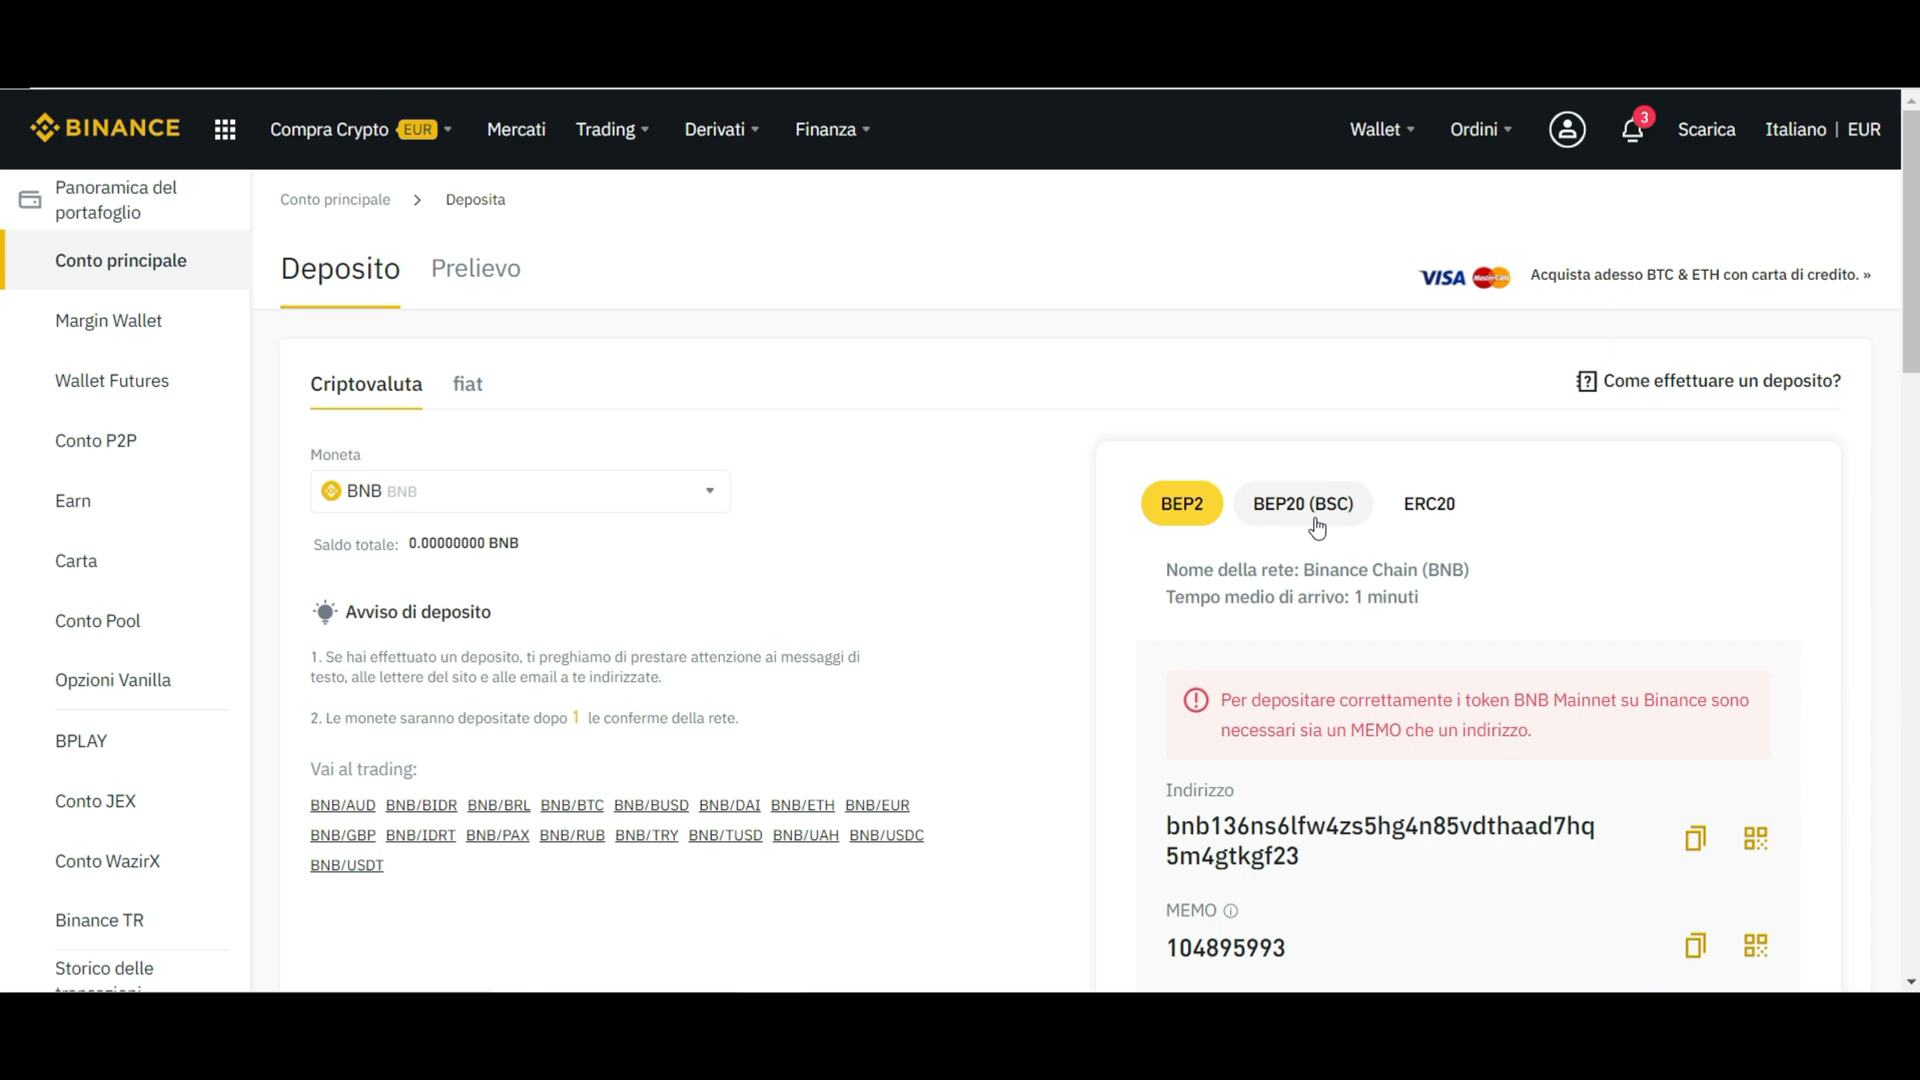 BINANCE
Compra Crypto EUR
Mercati
Trading
Derivati
Finanza
Wallet
Ordini
3
Scarica
Italiano | EUR
Panoramica del
portafoglio
Conto principale
Margin Wallet
Wallet Futures
Conto P2P
Earn
Carta
Conto Pool
Opzioni Vanilla
BPLAY
Conto JEX
Conto WazirX
Binance TR
Storico delle
transazioni
Conto principale > Deposita
Deposito
Prelievo
VISA MasterCard Acquista adesso BTC & ETH con carta di credito. »
Criptovaluta
fiat
Come effettuare un deposito?
Moneta
BNB BNB
Saldo totale: 0.00000000 BNB
Avviso di deposito
1. Se hai effettuato un deposito, ti preghiamo di prestare attenzione ai messaggi di
testo, alle lettere del sito e alle email a te indirizzate.
2. Le monete saranno depositate dopo 1 le conferme della rete.
Vai al trading:
BNB/AUD BNB/BIDR BNB/BRL BNB/BTC BNB/BUSD BNB/DAI BNB/ETH BNB/EUR
BNB/GBP BNB/IDRT BNB/PAX BNB/RUB BNB/TRY BNB/TUSD BNB/UAH BNB/USDC
BNB/USDT
BEP2
BEP20 (BSC)
ERC20
Nome della rete: Binance Chain (BNB)
Tempo medio di arrivo: 1 minuti
Per depositare correttamente i token BNB Mainnet su Binance sono
necessari sia un MEMO che un indirizzo.
Indirizzo
bnb136ns6lfw4zs5hg4n85vdthaad7hq
5m4gtkgf23
MEMO
104895993